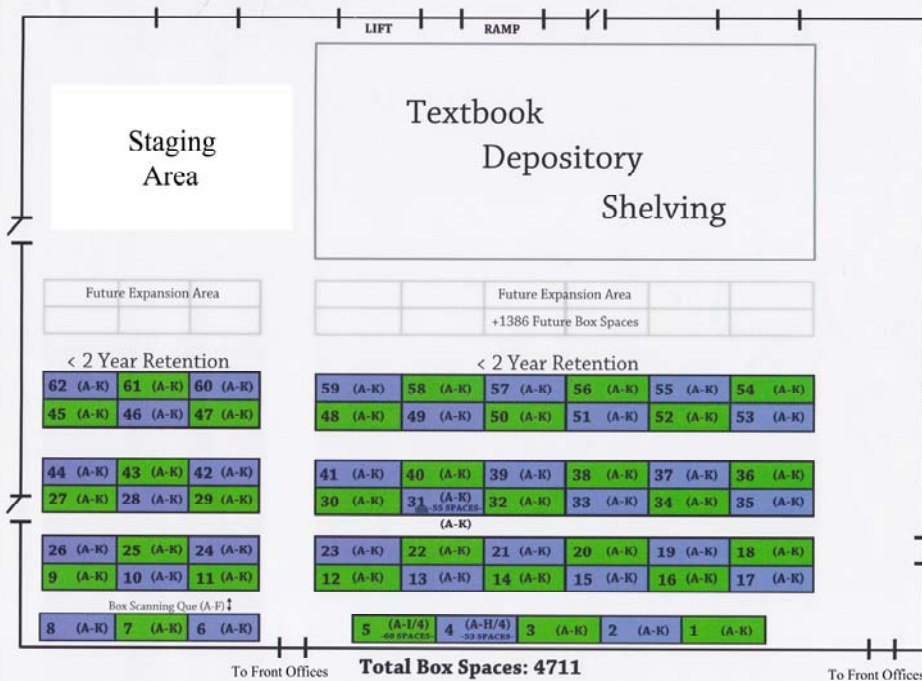 LIFT RAMP
Staging
Area
Textbook
Depository
Shelving
Future Expansion Area
Future Expansion Area
+1386 Future Box Spaces
< 2 Year Retention
< 2 Year Retention
62 (A-K) 61 (A-K) 60 (A-K) 59 (A-K) 58 (A-K) 57 (A-K) 56 (A-K) 55 (A-K) 54 (A-K)
45 (A-K) 46 (A-K) 47 (A-K) 48 (A-K) 49 (A-K) 50 (A-K) 51 (A-K) 52 (A-K) 53 (A-K)
44 (A-K) 43 (A-K) 42 (A-K) 41 (A-K) 40 (A-K) 39 (A-K) 38 (A-K) 37 (A-K) 36 (A-K)
27 (A-K) 28 (A-K) 29 (A-K) 30 (A-K) 31 (A-K) 32 (A-K) 33 (A-K) 34 (A-K) 35 (A-K)
-55 SPACES-
(A-K)
26 (A-K) 25 (A-K) 24 (A-K) 23 (A-K) 22 (A-K) 21 (A-K) 20 (A-K) 19 (A-K) 18 (A-K)
9 (A-K) 10 (A-K) 11 (A-K) 12 (A-K) 13 (A-K) 14 (A-K) 15 (A-K) 16 (A-K) 17 (A-K)
Box Scanning Que (A-F)
8 (A-K) 7 (A-K) 6 (A-K) 5 (A-I/4) 4 (A-H/4) 3 (A-K) 2 (A-K) 1 (A-K)
-60 SPACES- -53 SPACES-
To Front Offices
Total Box Spaces: 4711
To Front Offices